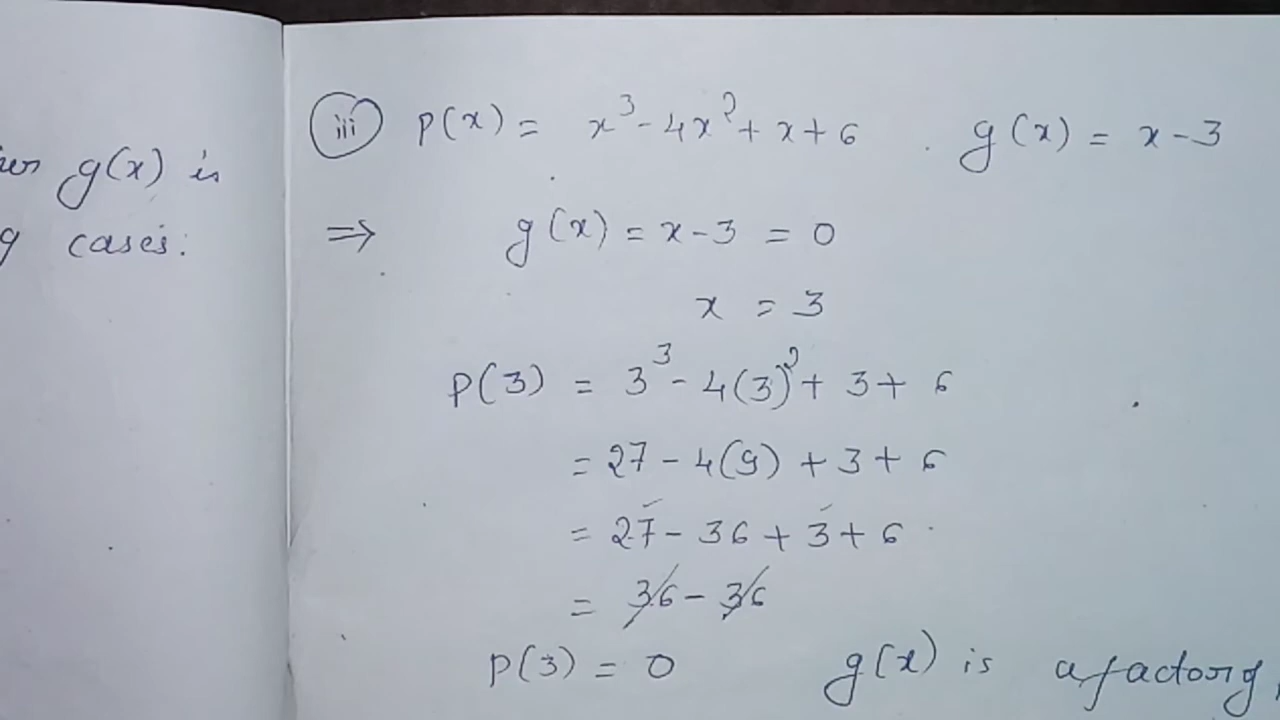 g(x) is
cases:
iii p(x) = x³ - 4x² + x + 6 g(x) = x - 3
⇒ g(x) = x - 3 = 0
x = 3
p(3) = 3³ - 4(3)² + 3 + 6
= 27 - 4(9) + 3 + 6
= 27 - 36 + 3 + 6
= 36 - 36
p(3) = 0 g(x) is a factor